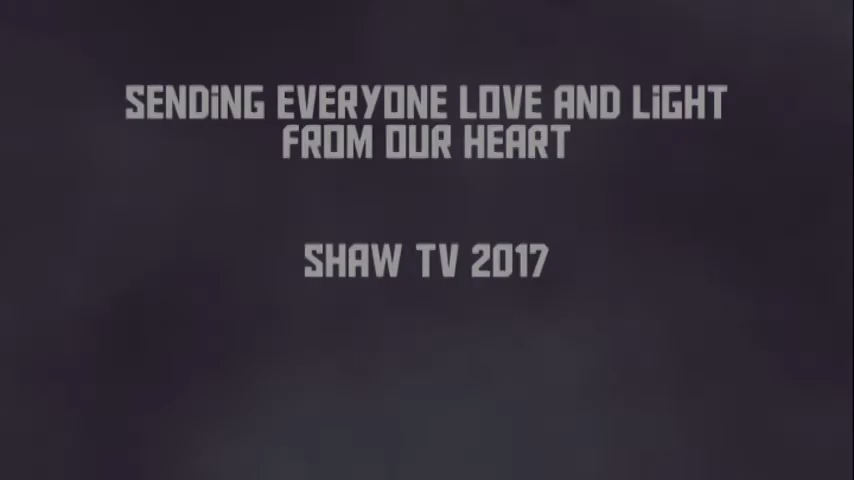 SENDiNG EVERYONE LOVE AND LiGHT
FROM OUR HEART
SHAW TV 2017